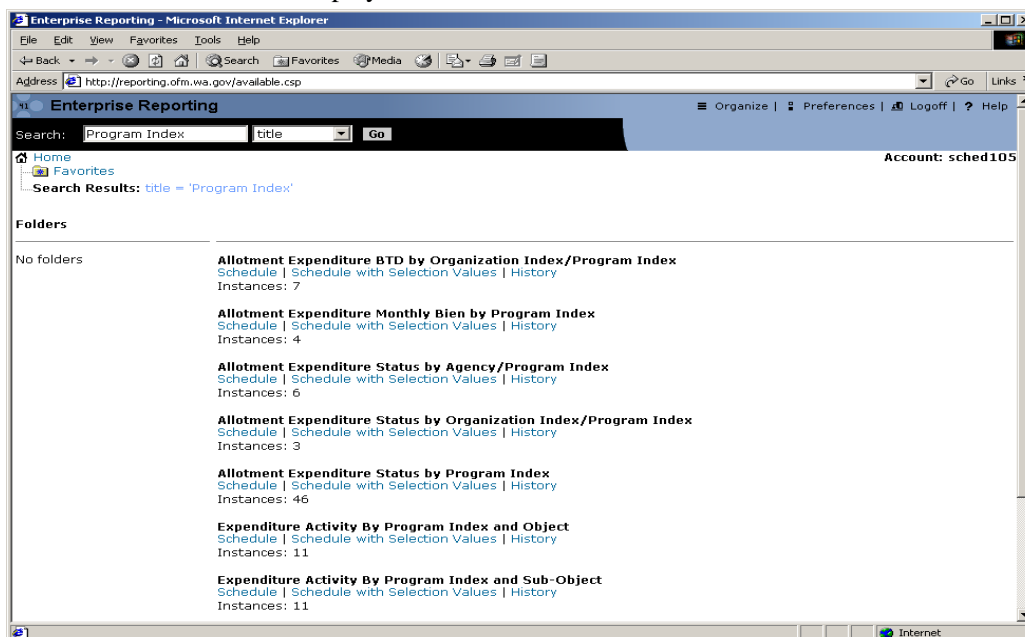 Enterprise Reporting - Microsoft Internet Explorer
File Edit View Favorites Tools Help
Back Search Favorites Media
Address http://reporting.ofm.wa.gov/available.csp Go Links
Enterprise Reporting Organize | Preferences | Logoff | ? Help
Search: Program Index title Go
Home Account: sched105
Favorites
Search Results: title = 'Program Index'
Folders
No folders
Allotment Expenditure BTD by Organization Index/Program Index
Schedule | Schedule with Selection Values | History
Instances: 7
Allotment Expenditure Monthly Bien by Program Index
Schedule | Schedule with Selection Values | History
Instances: 4
Allotment Expenditure Status by Agency/Program Index
Schedule | Schedule with Selection Values | History
Instances: 6
Allotment Expenditure Status by Organization Index/Program Index
Schedule | Schedule with Selection Values | History
Instances: 3
Allotment Expenditure Status by Program Index
Schedule | Schedule with Selection Values | History
Instances: 46
Expenditure Activity By Program Index and Object
Schedule | Schedule with Selection Values | History
Instances: 11
Expenditure Activity By Program Index and Sub-Object
Schedule | Schedule with Selection Values | History
Instances: 11
Internet